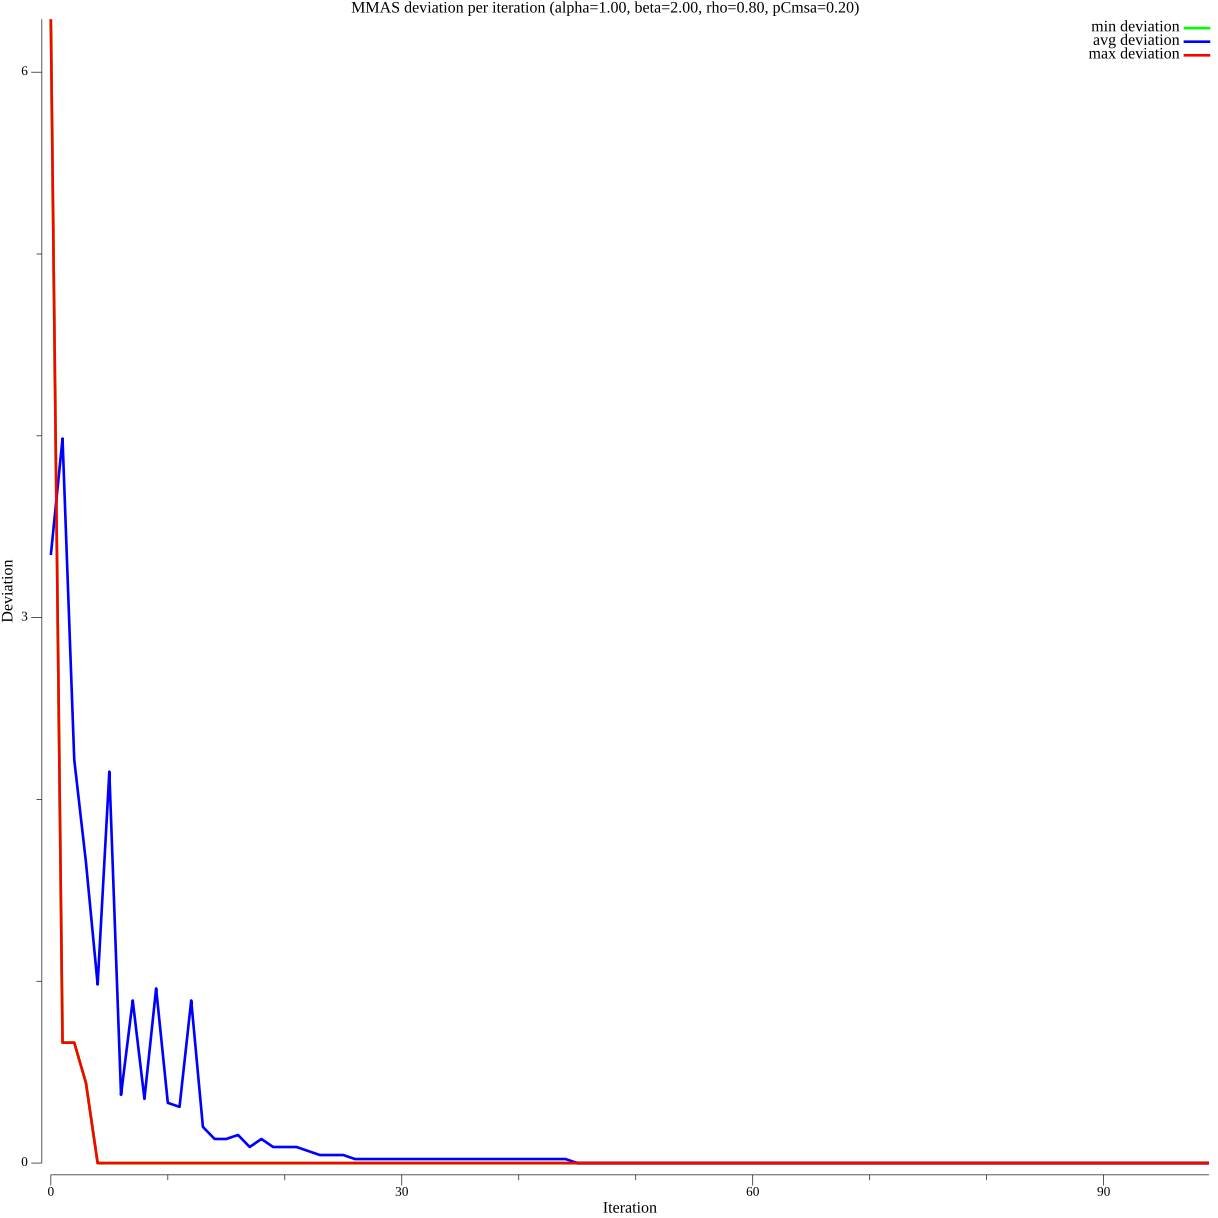 MMAS deviation per iteration (alpha=1.00, beta=2.00, rho=0.80, pCmsa=0.20)
min deviation
avg deviation
max deviation
6
3
0
Deviation
0 30 60 90
Iteration